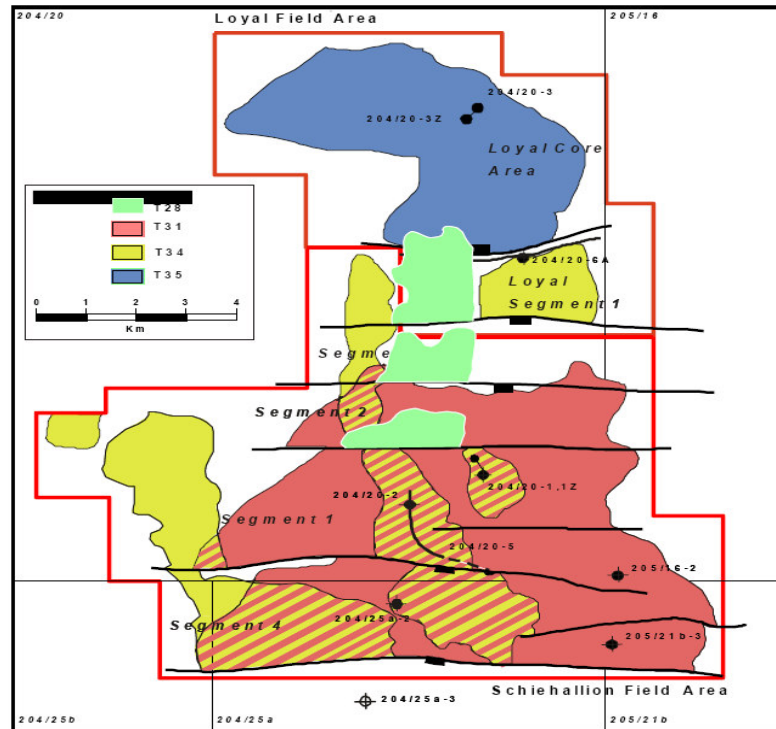 204/20
Loyal Field Area
205/16
204/20-3
204/20-3Z
Loyal Core
Area
T28
T31
T34
T35
0 1 2 3 4
Km
204/20-6A
Loyal
Segment 1
Segme
Segment 2
204/20-1,1Z
204/20-2
Segment 1
204/20-5
205/16-2
204/25a-2
Segment 4
205/21b-3
Schiehallion Field Area
204/25a-3
204/25b
204/25a
205/21b